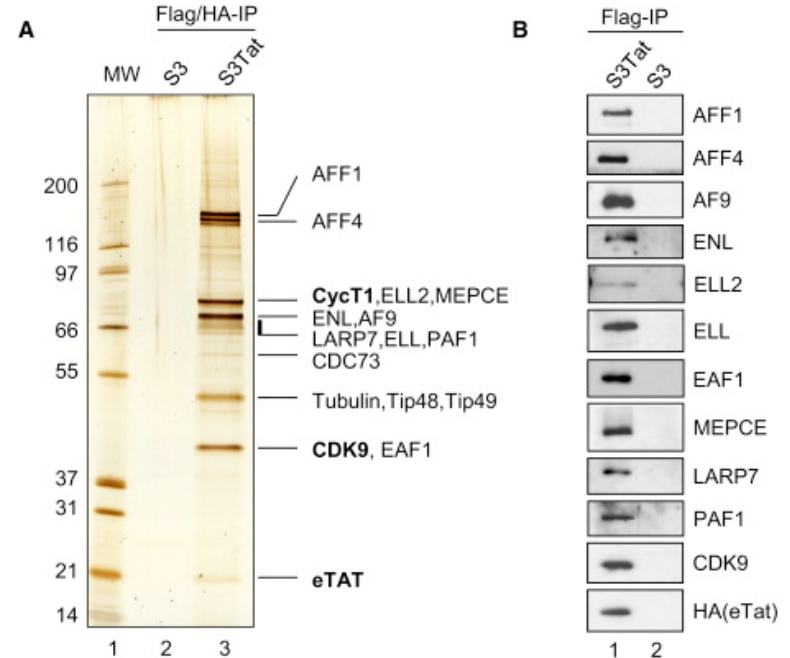 A
Flag/HA-IP
MW
S3
S3Tat
200
116
97
66
55
37
31
21
14
AFF1
AFF4
CycT1,ELL2,MEPCE
ENL,AF9
LARP7,ELL,PAF1
CDC73
Tubulin,Tip48,Tip49
CDK9, EAF1
eTAT
1 2 3
B
Flag-IP
S3Tat
S3
AFF1
AFF4
AF9
ENL
ELL2
ELL
EAF1
MEPCE
LARP7
PAF1
CDK9
HA(eTat)
1 2